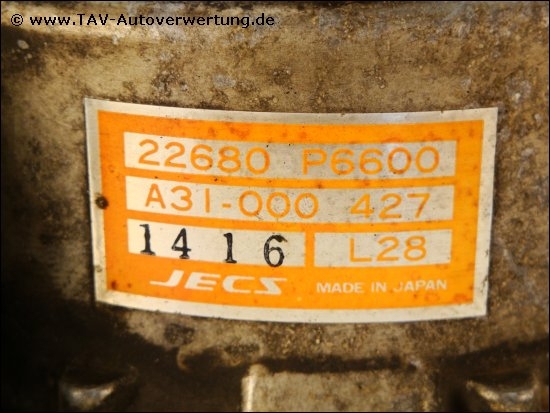 © www.TAV-Autoverwertung.de
22680 P6600
A31-000 427
1416 L28
JECS MADE IN JAPAN